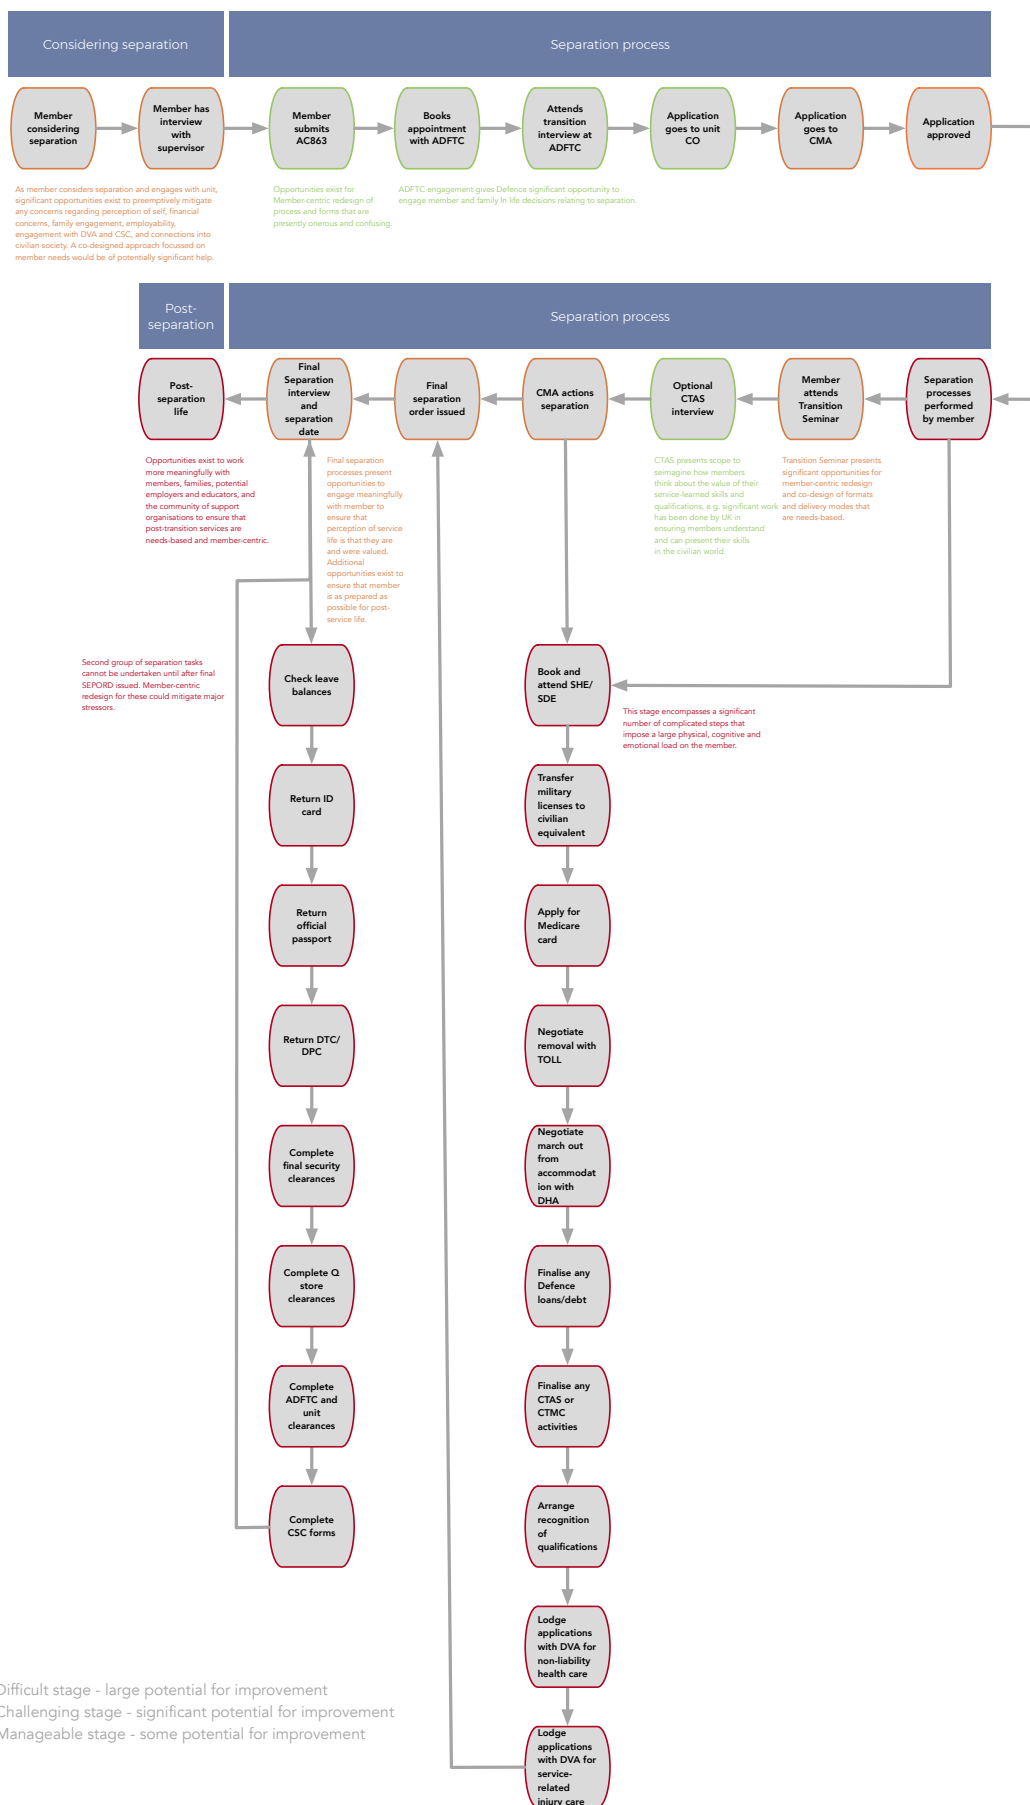 Considering separation
Separation process
Member
considering
separation
Member has
interview
with
supervisor
Member
submits
AC863
Books
appointment
with ADFTC
Attends
transition
interview at
ADFTC
Application
goes to unit
CO
Application
goes to
CMA
Application
approved
As member considers separation and engages with unit,
significant opportunities exist to preemptively mitigate
any concerns regarding perception of self, financial
concerns, family engagement, employability,
engagement with DVA and CSC, and connections into
civilian society. A co-designed approach focussed on
member needs would be of potentially significant help.
Opportunities exist for
Member-centric redesign of
process and forms that are
presently onerous and confusing.
ADFTC engagement gives Defence significant opportunity to
engage member and family In life decisions relating to separation.
Post-
separation
Separation process
Post-
separation
life
Final
Separation
interview
and
separation
date
Final
separation
order issued
CMA actions
separation
Optional
CTAS
interview
Member
attends
Transition
Seminar
Separation
processes
performed
by member
Opportunities exist to work
more meaningfully with
members, families, potential
employers and educators, and
the community of support
organisations to ensure that
post-transition services are
needs-based and member-centric.
Final separation
processes present
opportunities to
engage meaningfully
with member to
ensure that
perception of service
life is that they are
and were valued.
Additional
opportunities exist to
ensure that member
is as prepared as
possible for post-
service life.
CTAS presents scope to
reimagine how members
think about the value of their
service-learned skills and
qualifications, e.g. significant work
has been done by UK in
ensuring members understand
and can present their skills
in the civilian world.
Transition Seminar presents
significant opportunities for
member-centric redesign
and co-design of formats
and delivery modes that
are needs-based.
Second group of separation tasks
cannot be undertaken until after final
SEPORD issued. Member-centric
redesign for these could mitigate major
stressors.
Check leave
balances
Return ID
card
Return
official
passport
Return DTC/
DPC
Complete
final security
clearances
Complete Q
store
clearances
Complete
ADFTC and
unit
clearances
Complete
CSC forms
Book and
attend SHE/
SDE
This stage encompasses a significant
number of complicated steps that
impose a large physical, cognitive and
emotional load on the member.
Transfer
military
licenses to
civilian
equivalent
Apply for
Medicare
card
Negotiate
removal with
TOLL
Negotiate
march out
from
accommodat
ion with
DHA
Finalise any
Defence
loans/debt
Finalise any
CTAS or
CTMC
activities
Arrange
recognition
of
qualifications
Lodge
applications
with DVA for
non-liability
health care
Lodge
applications
with DVA for
service-
related
injury care
Difficult stage - large potential for improvement
Challenging stage - significant potential for improvement
Manageable stage - some potential for improvement